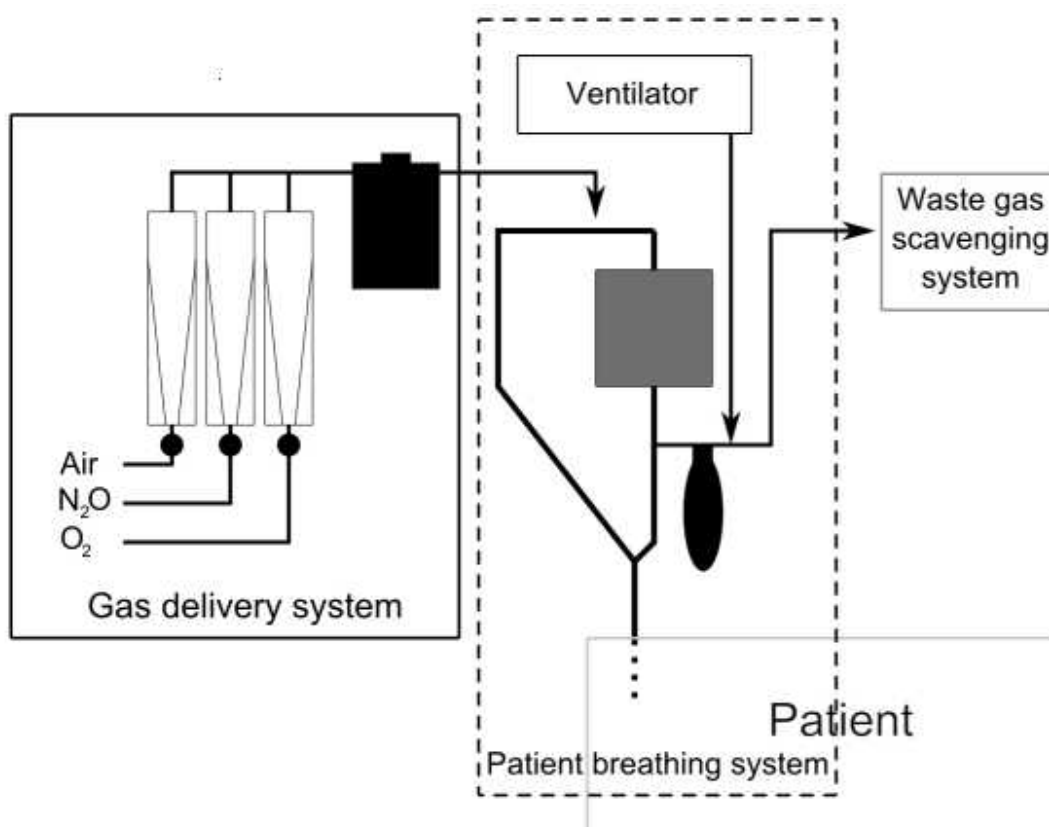 Ventilator
Waste gas
scavenging
system
Air
N₂O
O₂
Gas delivery system
Patient
Patient breathing system